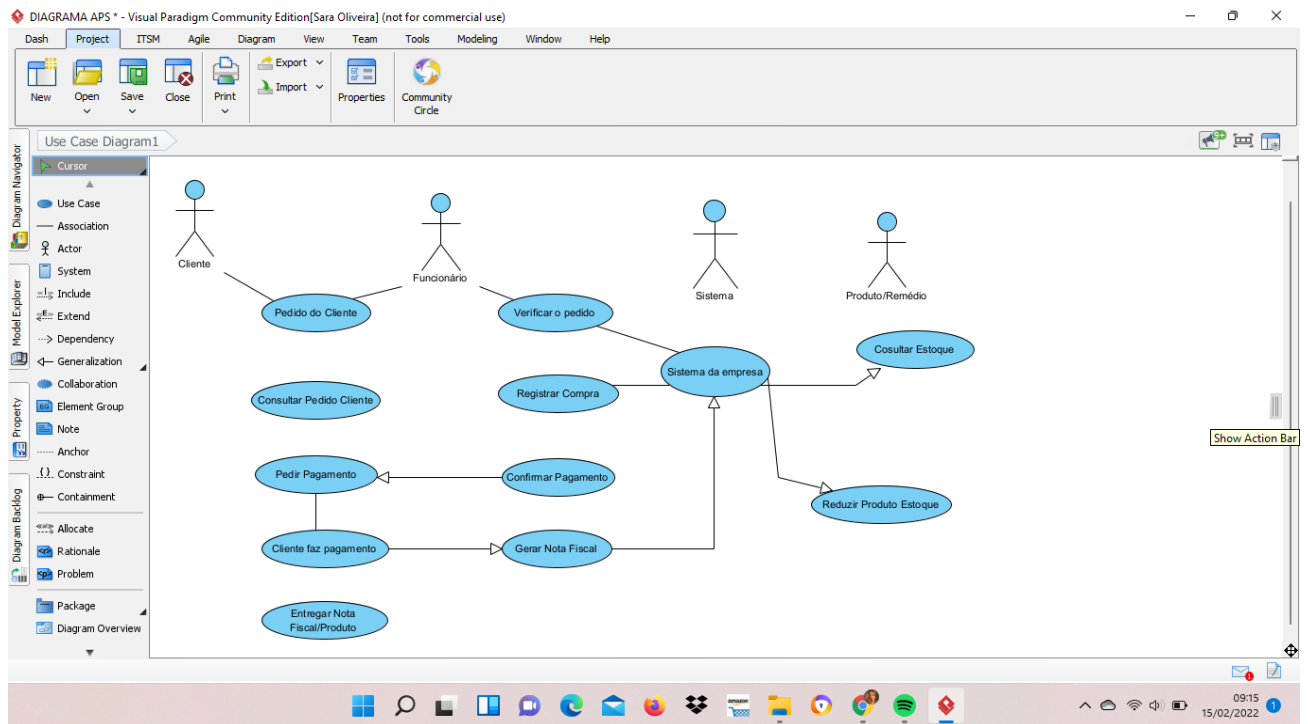 DIAGRAMA APS * - Visual Paradigm Community Edition[Sara Oliveira] (not for commercial use)
Dash Project ITSM Agile Diagram View Team Tools Modeling Window Help
New Open Save Close Print Export Import Properties Community Circle
Use Case Diagram1
Diagram Navigator
Model Explorer
Property
Diagram Backlog
Cursor
Use Case
Association
Actor
System
Include
Extend
Dependency
Generalization
Collaboration
Element Group
Note
Anchor
Constraint
Containment
Allocate
Rationale
Problem
Package
Diagram Overview
Cliente
Funcionário
Sistema
Produto/Remédio
Pedido do Cliente
Verificar o pedido
Cosultar Estoque
Sistema da empresa
Consultar Pedido Cliente
Registrar Compra
Show Action Bar
Pedir Pagamento
Confirmar Pagamento
Reduzir Produto Estoque
Cliente faz pagamento
Gerar Nota Fiscal
Entregar Nota
Fiscal/Produto
09:15
15/02/2022
1